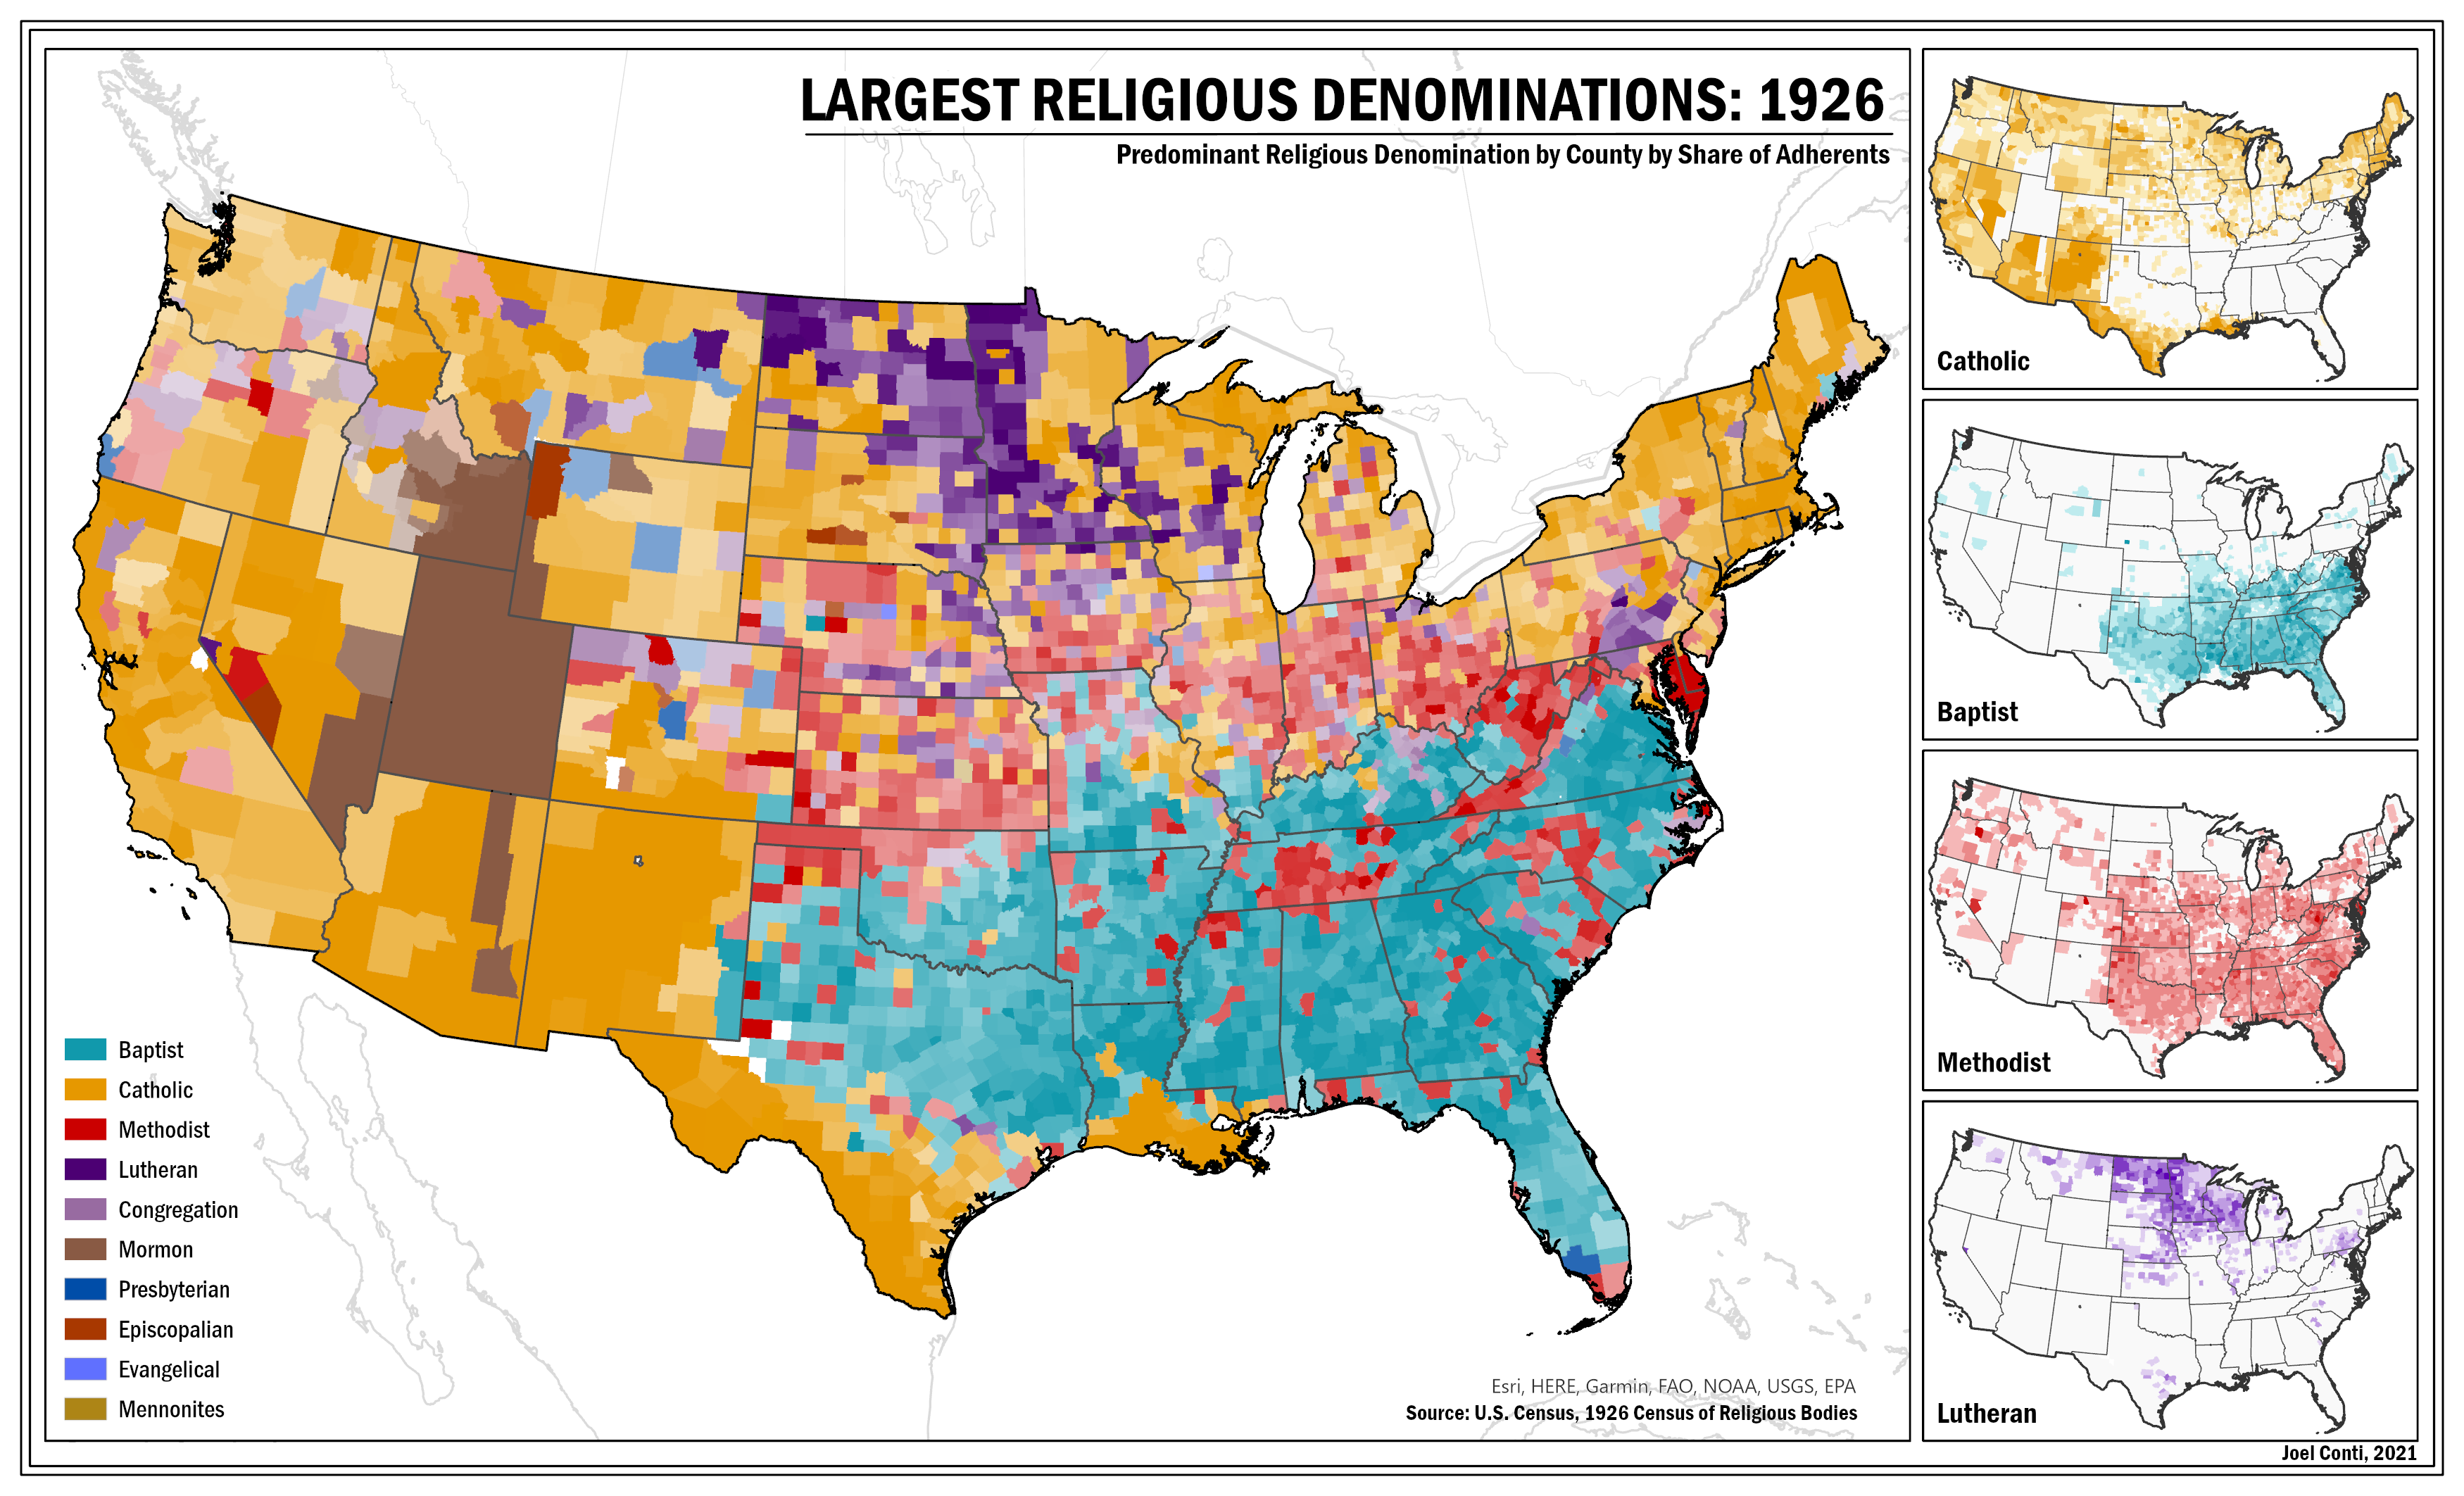 LARGEST RELIGIOUS DENOMINATIONS: 1926
Predominant Religious Denomination by County by Share of Adherents
Baptist
Catholic
Methodist
Lutheran
Congregation
Mormon
Presbyterian
Episcopalian
Evangelical
Mennonites
Esri, HERE, Garmin, FAO, NOAA, USGS, EPA
Source: U.S. Census, 1926 Census of Religious Bodies
Catholic
Baptist
Methodist
Lutheran
Joel Conti, 2021